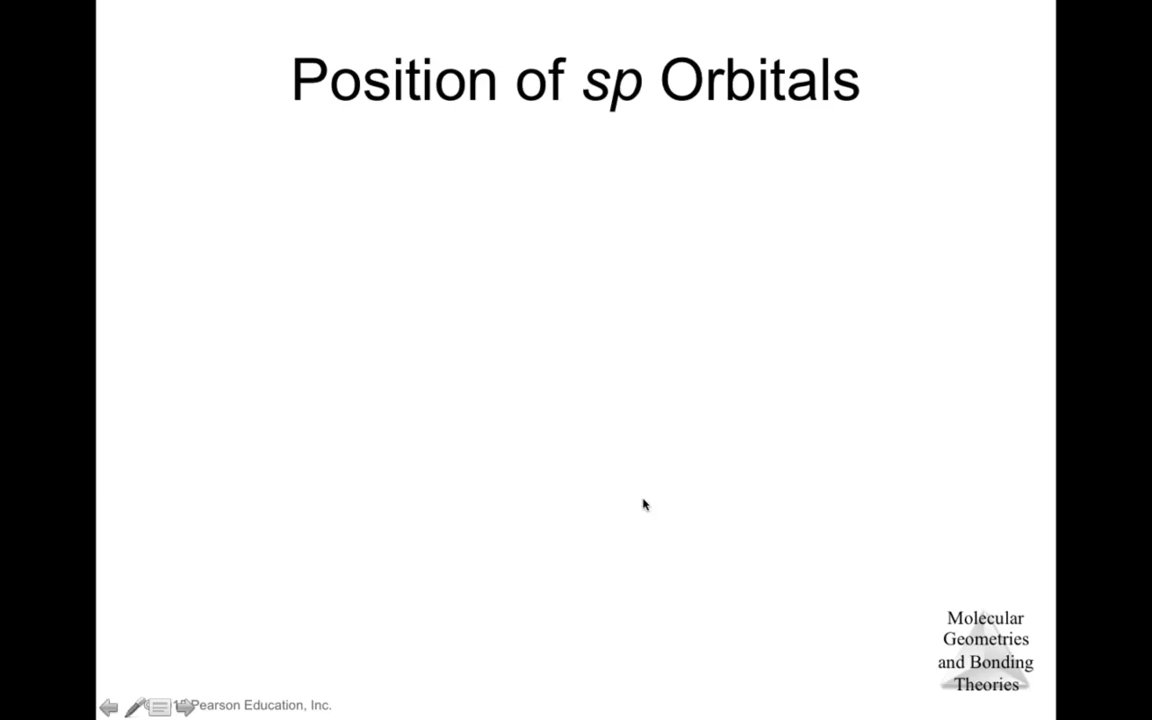 Position of sp Orbitals
Molecular
Geometries
and Bonding
Theories
Pearson Education, Inc.